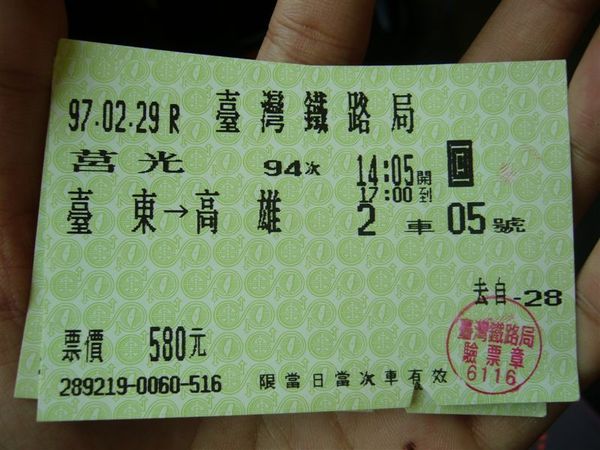 97.02.29 R 臺灣鐵路局
莒光 94次 14:05開 回
17:00到
臺東→高雄 2車05號
去自-28
票價 580元
臺灣鐵路局
驗票章
6116
289219-0060-516 限當日當次車有效